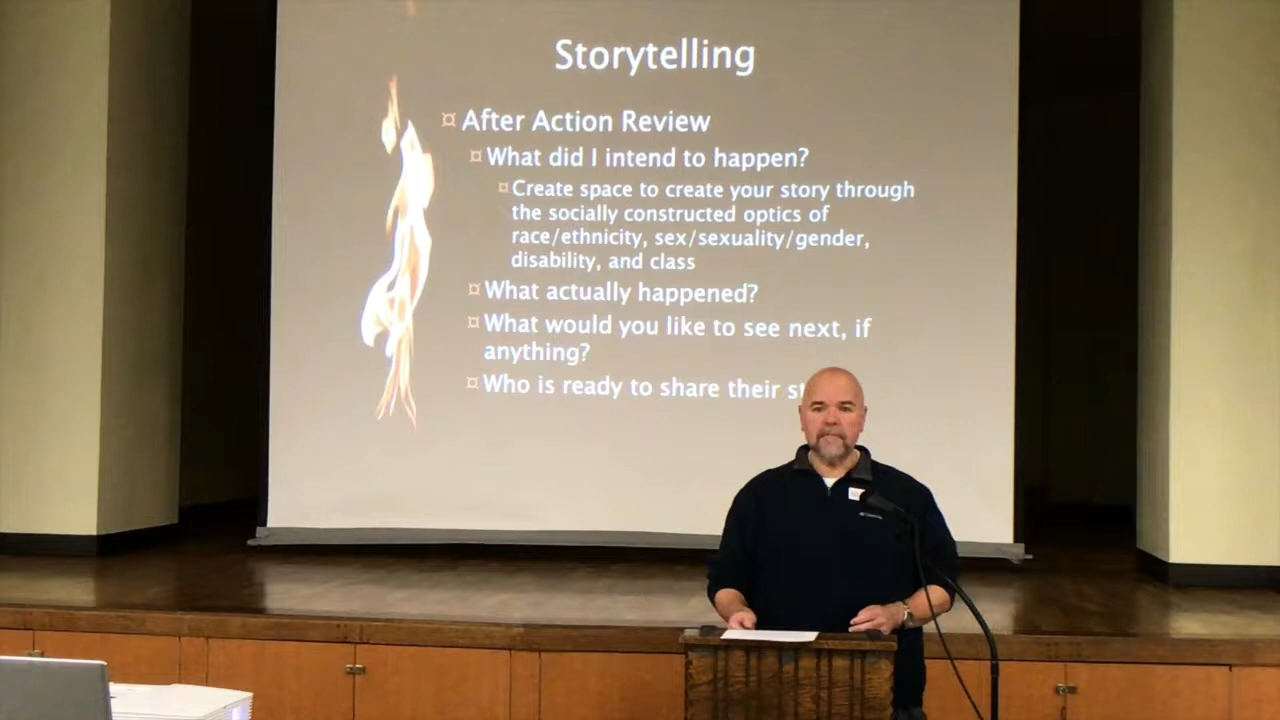 Storytelling
¤ After Action Review
¤ What did I intend to happen?
¤ Create space to create your story through
the socially constructed optics of
race/ethnicity, sex/sexuality/gender,
disability, and class
¤ What actually happened?
¤ What would you like to see next, if
anything?
¤ Who is ready to share their st